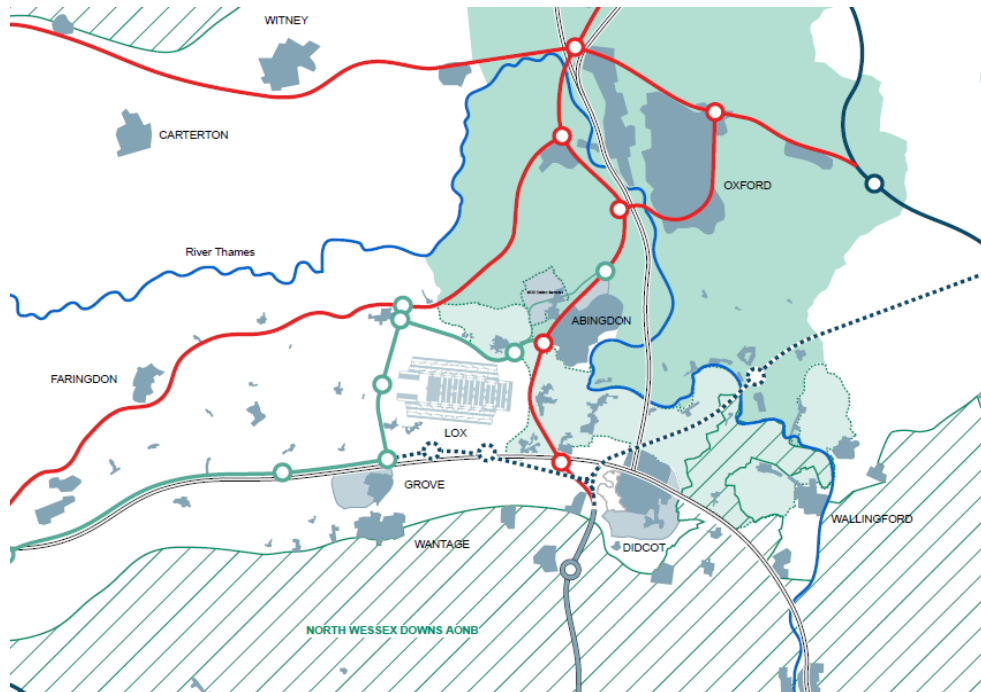 WITNEY
CARTERTON
OXFORD
River Thames
ABINGDON
FARINGDON
LOX
GROVE
WALLINGFORD
WANTAGE
DIDCOT
NORTH WESSEX DOWNS AONB